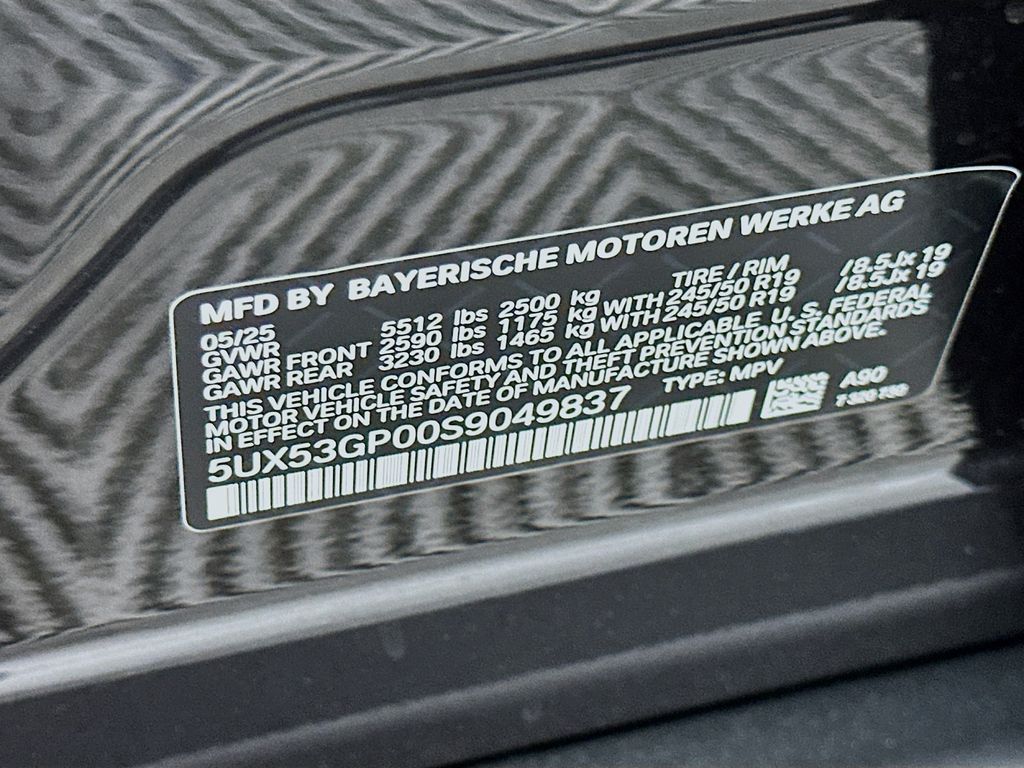 MFD BY BAYERISCHE MOTOREN WERKE AG
05/25 TIRE / RIM
GVWR 5512 lbs 2500 kg
GAWR FRONT 2590 lbs 1175 kg WITH 245/50 R19 /8.5Jx 19
GAWR REAR 3230 lbs 1465 kg WITH 245/50 R19 /8.5Jx 19
THIS VEHICLE CONFORMS TO ALL APPLICABLE U. S. FEDERAL
MOTOR VEHICLE SAFETY AND THEFT PREVENTION STANDARDS
IN EFFECT ON THE DATE OF MANUFACTURE SHOWN ABOVE.
5UX53GP00S9049837 TYPE: MPV
A90